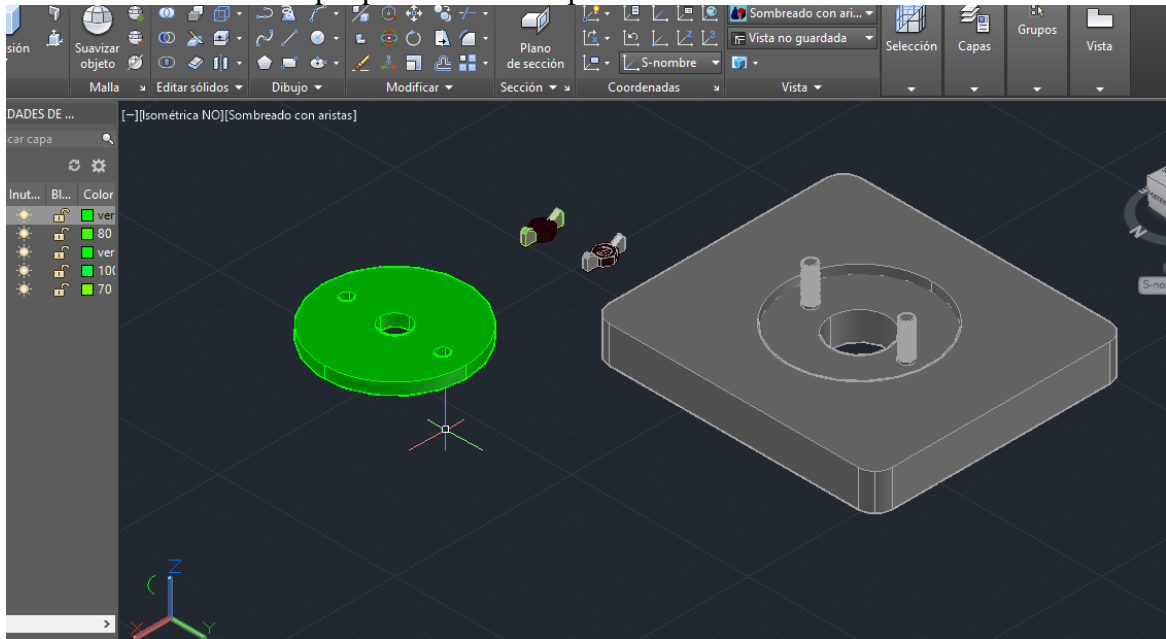 Sombreado con ari...
sión
Suavizar
objeto
Plano
de sección
Vista no guardada
S-nombre
Selección
Capas
Grupos
Vista
Malla
Editar sólidos
Dibujo
Modificar
Sección
Coordenadas
Vista
DADES DE ...
[−][Isométrica NO][Sombreado con aristas]
car capa
Inut...
Bl...
Color
ver
80
ver
100
70
N
S-no
Z
X
Y
>